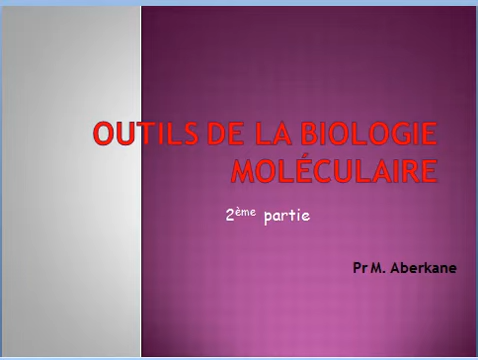 OUTILS DE LA BIOLOGIE
MOLÉCULAIRE
2ème partie
Pr M. Aberkane